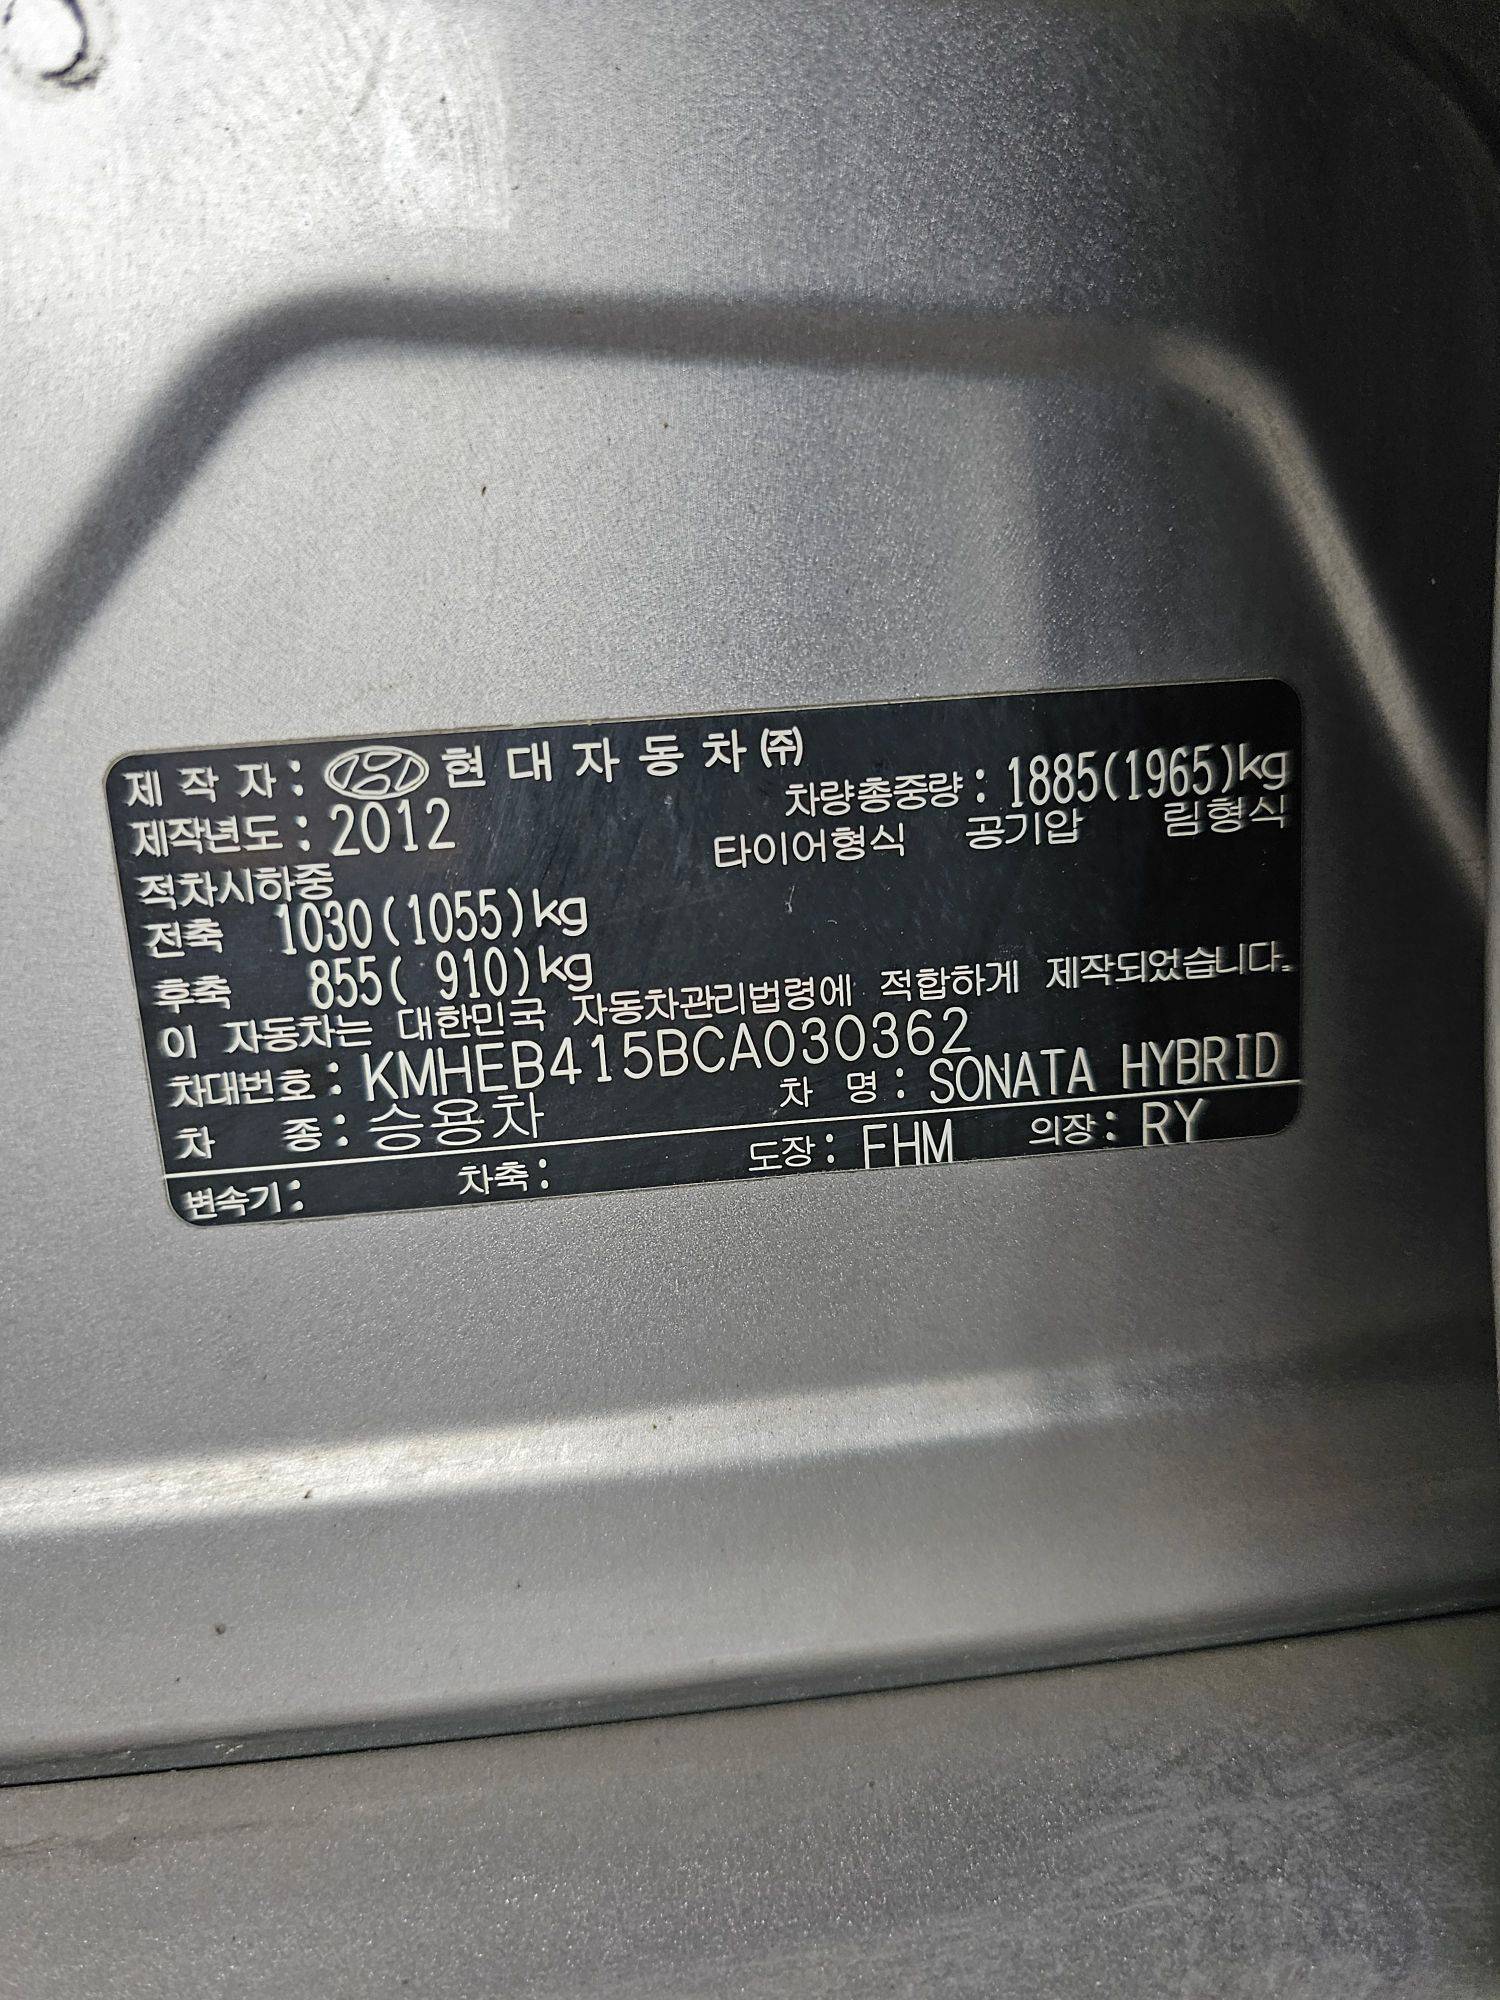 제 작 자 : 현 대 자 동 차 ㈜
제작년도 : 2012 차량총중량 : 1885(1965)kg
적차시하중 타이어형식 공기압 림형식
전축 1030(1055)kg
후축 855( 910)kg
이 자동차는 대한민국 자동차관리법령에 적합하게 제작되었습니다.
차대번호 : KMHEB415BCA030362
차 종 : 승용차 차 명 : SONATA HYBRID
변속기 : 차축 : 도장 : FHM 의장 : RY